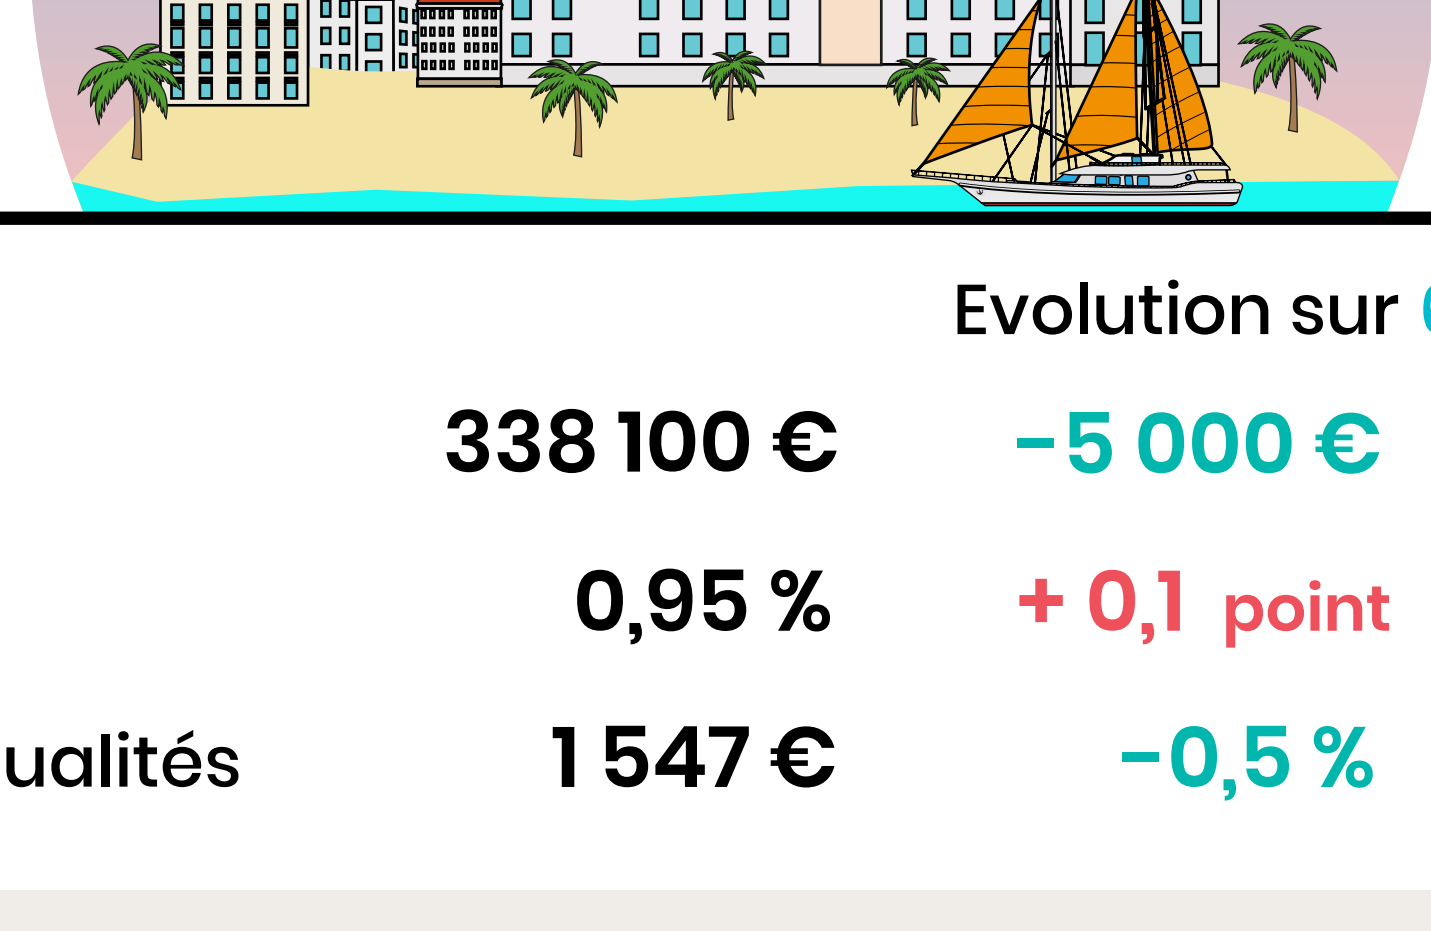 Evolution sur
338 100 € -5 000 €
0,95 % + 0,1 point
ualités 1 547 € -0,5 %